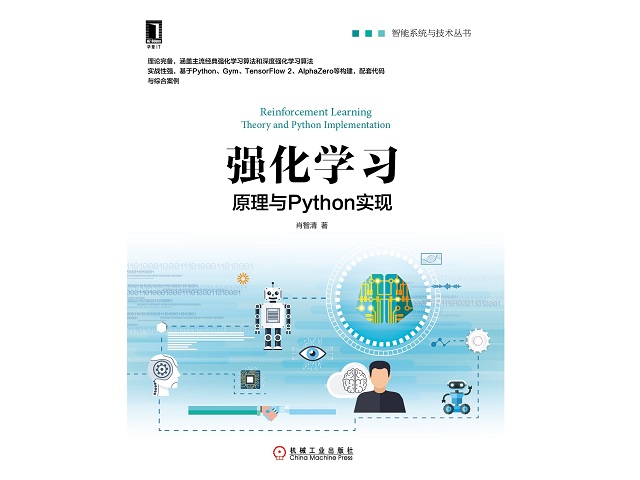 智能系统与技术丛书
华章IT
理论完备，涵盖主流经典强化学习算法和深度强化学习算法
实战性强，基于Python、Gym、TensorFlow 2、AlphaZero等构建，配套代码
与综合案例
Reinforcement Learning
Theory and Python Implementation
强化学习
原理与Python实现
肖智清 著
机械工业出版社
China Machine Press